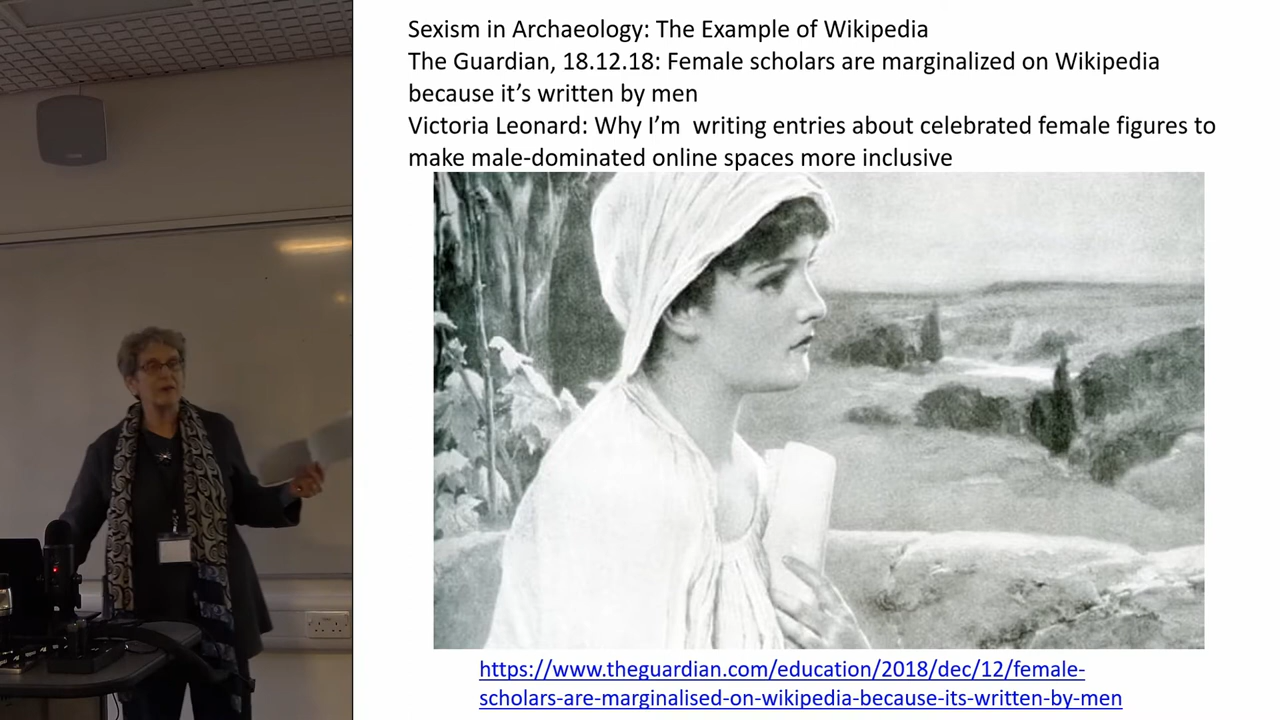 Sexism in Archaeology: The Example of Wikipedia
The Guardian, 18.12.18: Female scholars are marginalized on Wikipedia
because it’s written by men
Victoria Leonard: Why I’m  writing entries about celebrated female figures to
make male-dominated online spaces more inclusive
https://www.theguardian.com/education/2018/dec/12/female-
scholars-are-marginalised-on-wikipedia-because-its-written-by-men